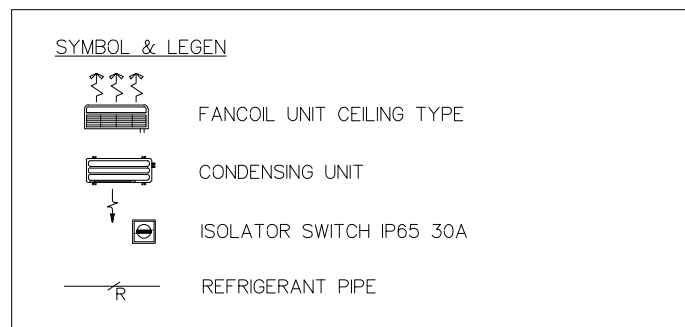 SYMBOL & LEGEN
FANCOIL UNIT CEILING TYPE
CONDENSING UNIT
ISOLATOR SWITCH IP65 30A
R
REFRIGERANT PIPE